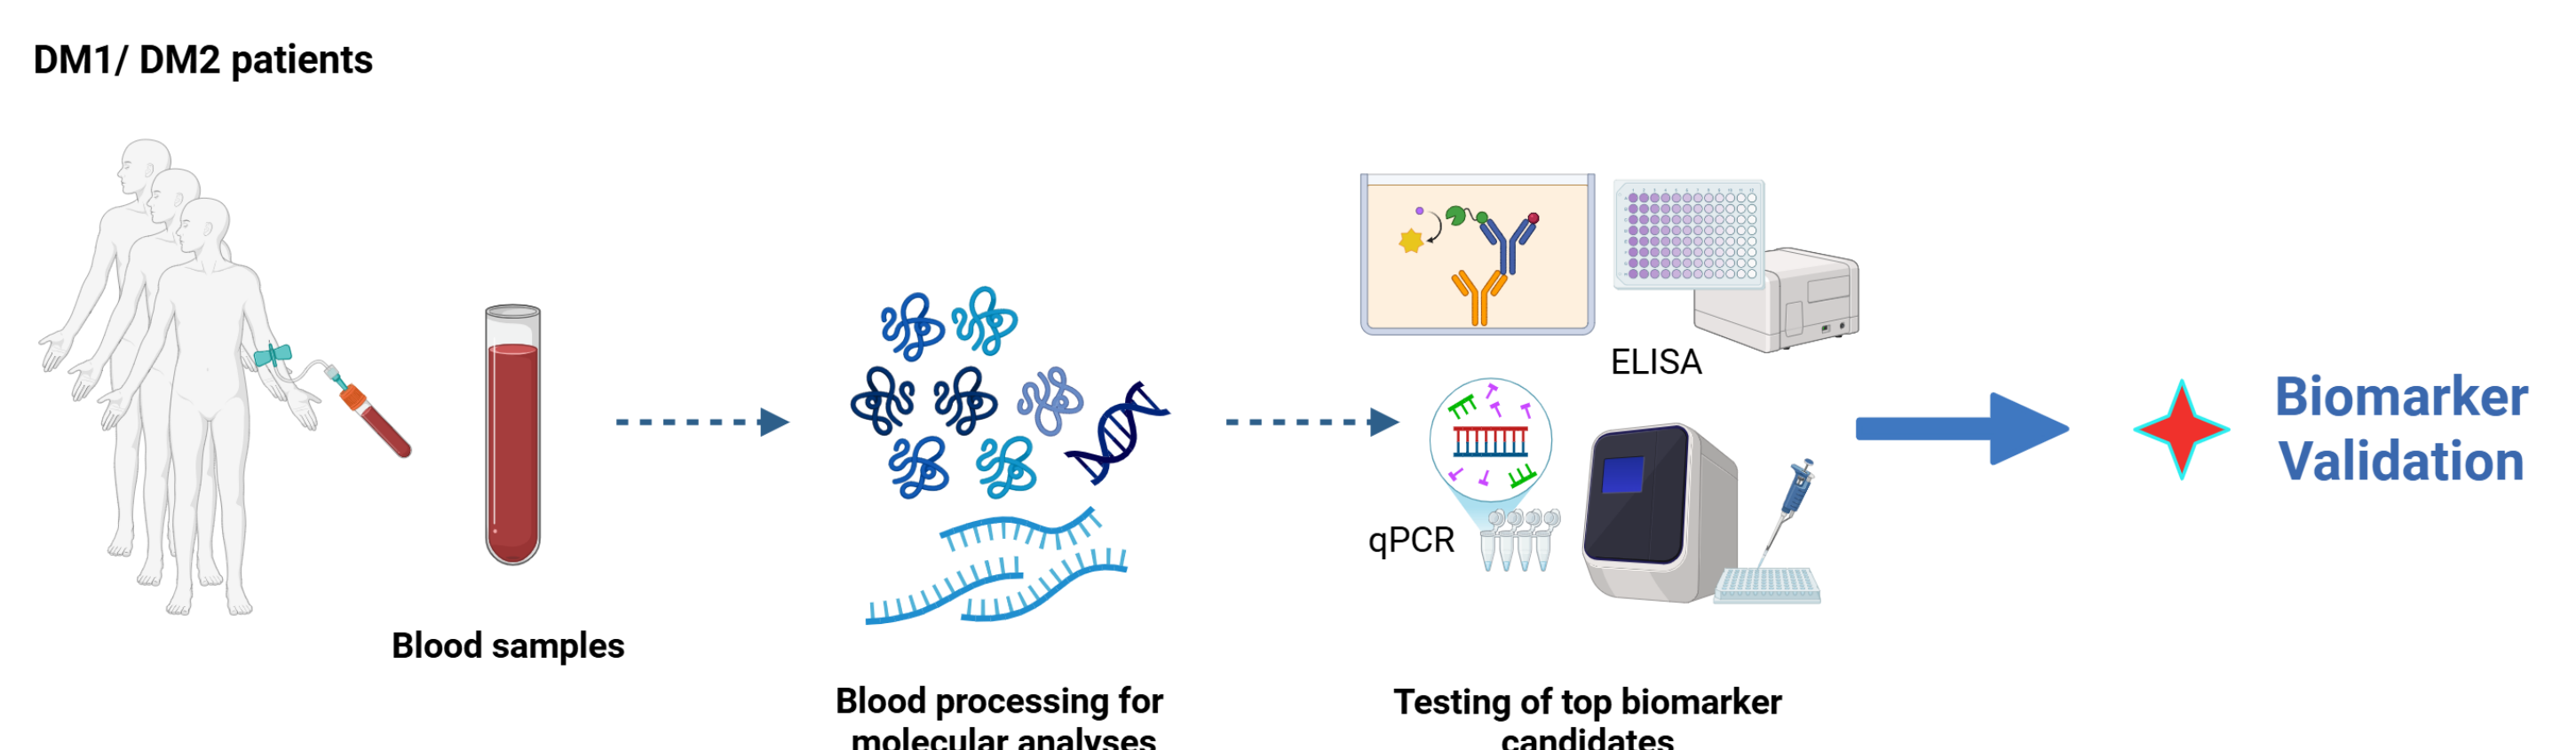 DM1/ DM2 patients
Blood samples
Blood processing for
molecular analyses
ELISA
qPCR
Testing of top biomarker
candidates
Biomarker
Validation